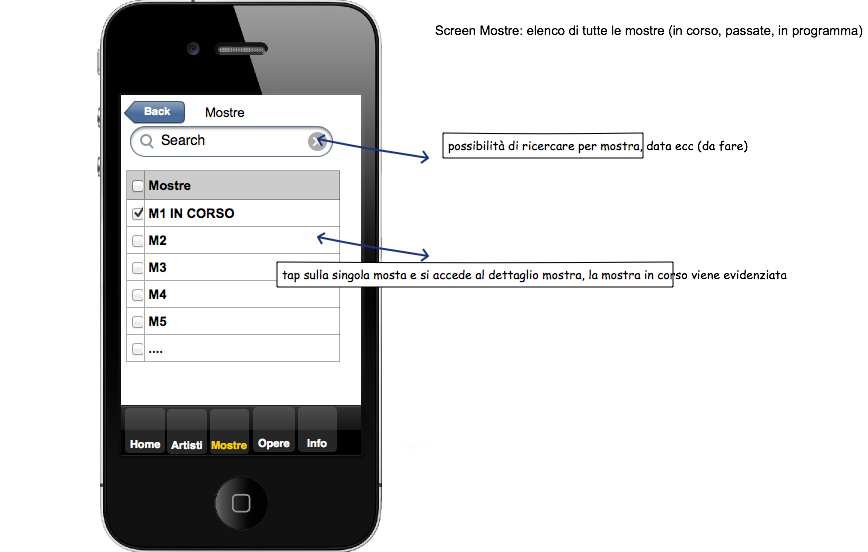 Screen Mostre: elenco di tutte le mostre (in corso, passate, in programma)
Back
Mostre
Search
possibilità di ricercare per mostra, data ecc (da fare)
Mostre
M1 IN CORSO
M2
M3
tap sulla singola mosta e si accede al dettaglio mostra, la mostra in corso viene evidenziata
M4
M5
....
Home Artisti Mostre Opere Info